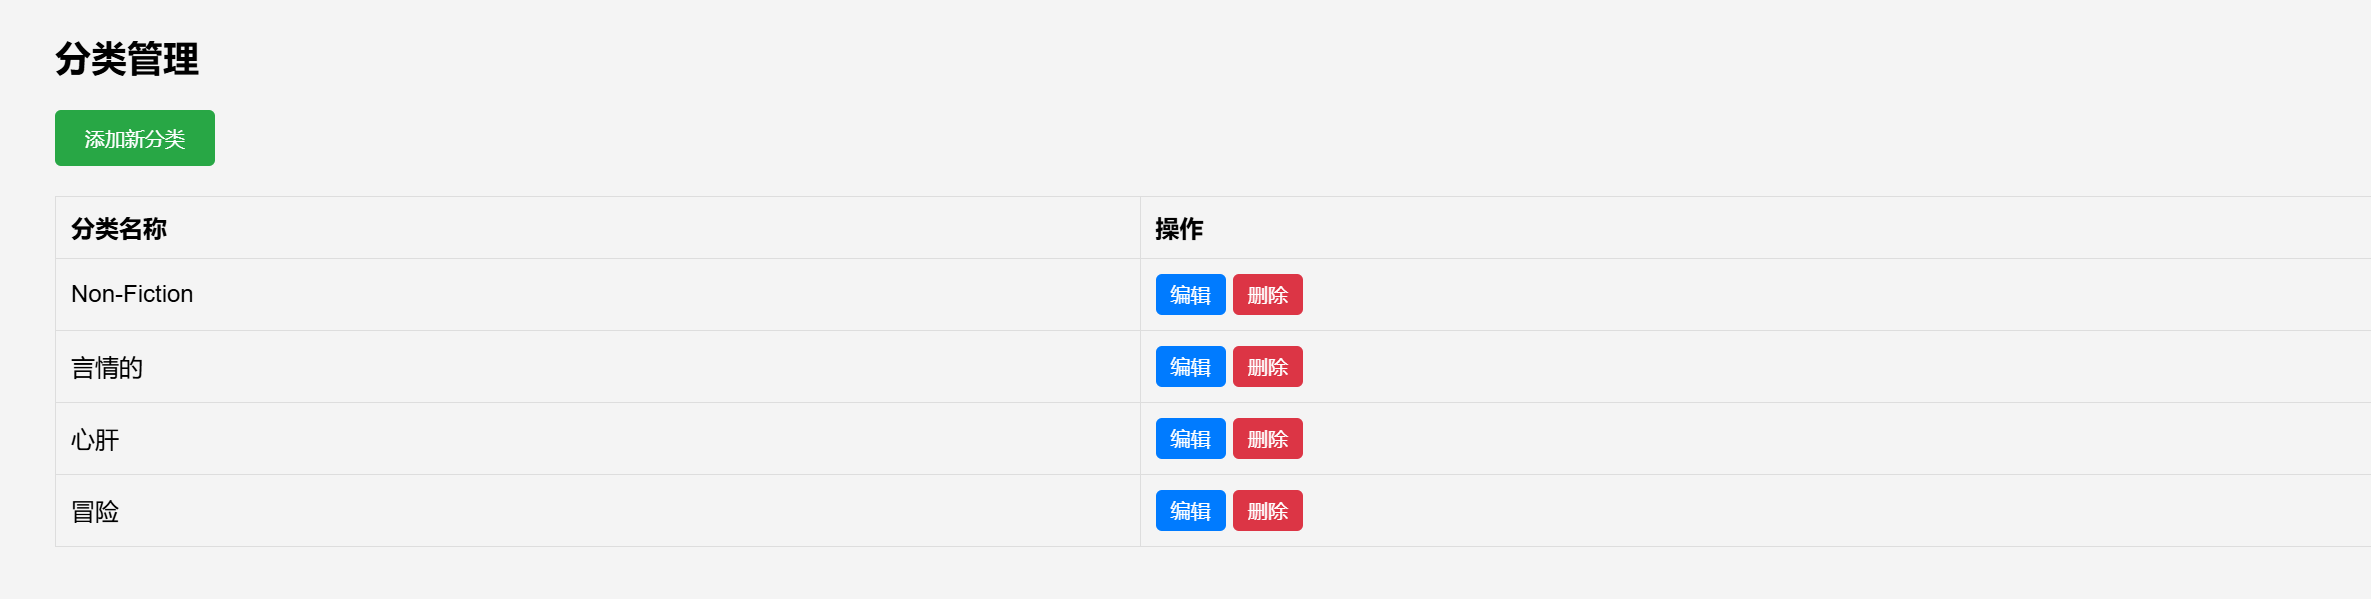 分类管理
添加新分类
分类名称 操作
Non-Fiction 编辑 删除
言情的 编辑 删除
心肝 编辑 删除
冒险 编辑 删除